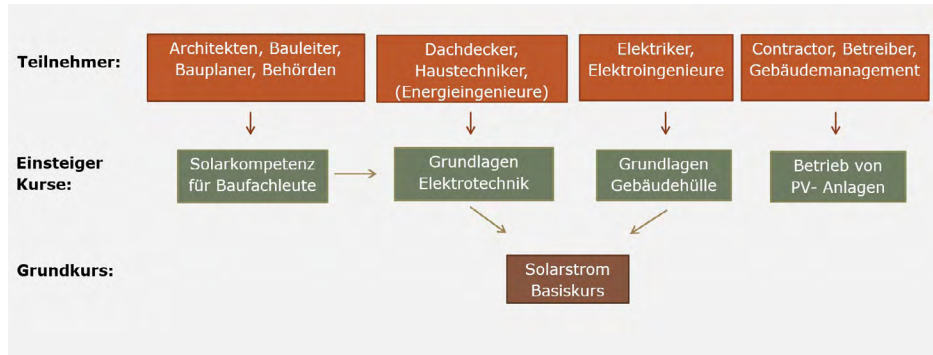 Teilnehmer:
Architekten, Bauleiter,
Bauplaner, Behörden
Dachdecker,
Haustechniker,
(Energieingenieure)
Elektriker,
Elektroingenieure
Contractor, Betreiber,
Gebäudemanagement
Einsteiger
Kurse:
Solarkompetenz
für Baufachleute
Grundlagen
Elektrotechnik
Grundlagen
Gebäudehülle
Betrieb von
PV- Anlagen
Grundkurs:
Solarstrom
Basiskurs